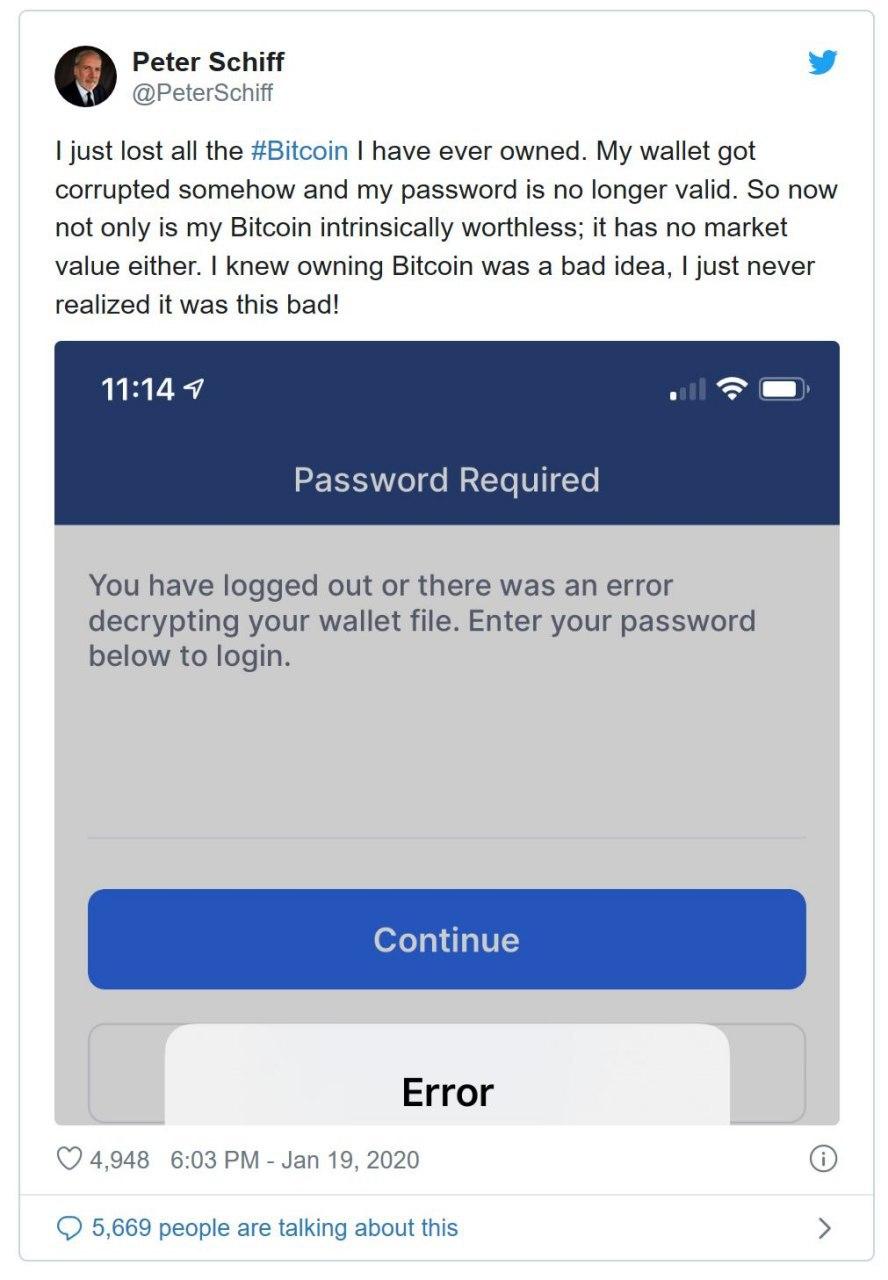 Peter Schiff
@PeterSchiff
I just lost all the #Bitcoin I have ever owned. My wallet got
corrupted somehow and my password is no longer valid. So now
not only is my Bitcoin intrinsically worthless; it has no market
value either. I knew owning Bitcoin was a bad idea, I just never
realized it was this bad!
11:14
Password Required
You have logged out or there was an error
decrypting your wallet file. Enter your password
below to login.
Continue
Error
4,948 6:03 PM - Jan 19, 2020
5,669 people are talking about this